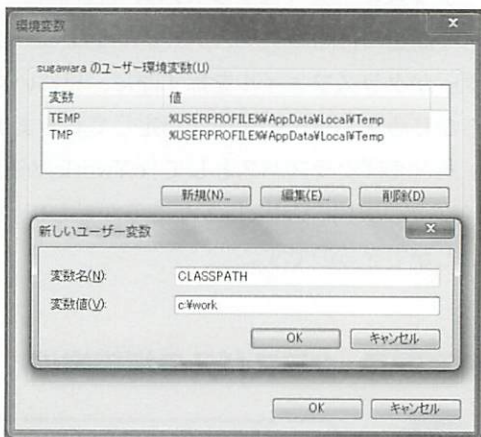 環境変数
sugawara のユーザー環境変数(U)
変数 値
TEMP %USERPROFILE%¥AppData¥Local¥Temp
TMP %USERPROFILE%¥AppData¥Local¥Temp
新規(N)... 編集(E)... 削除(D)
新しいユーザー変数
変数名(N): CLASSPATH
変数値(V): c:¥work
OK キャンセル
OK キャンセル